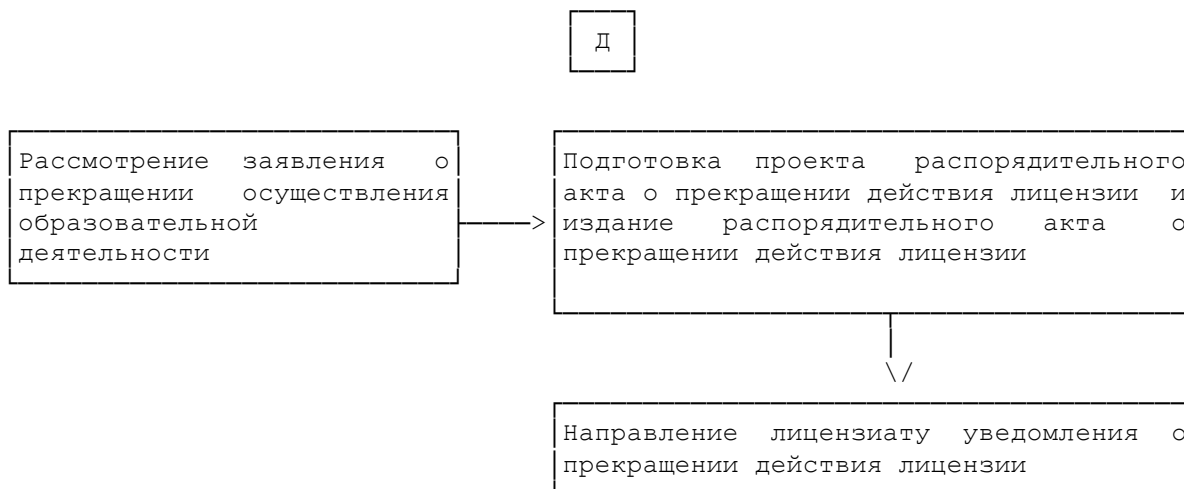 Д
Рассмотрение заявления о
прекращении осуществления
образовательной
деятельности
Подготовка проекта распорядительного
акта о прекращении действия лицензии и
издание распорядительного акта о
прекращении действия лицензии
Направление лицензиату уведомления о
прекращении действия лицензии